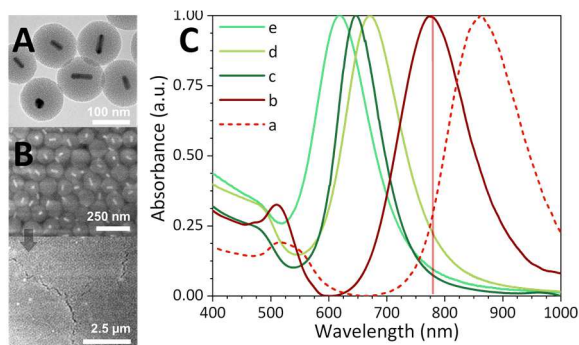 A
100 nm
B
250 nm
2.5 μm
C
e
d
c
b
a
Absorbance (a.u.)
1.00
0.75
0.50
0.25
0.00
400 500 600 700 800 900 1000
Wavelength (nm)